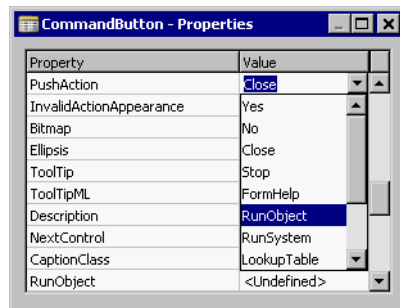 CommandButton - Properties
Property Value
PushAction Close
InvalidActionAppearance Yes
Bitmap No
Ellipsis Close
ToolTip Stop
ToolTipML FormHelp
Description RunObject
NextControl RunSystem
CaptionClass LookupTable
RunObject <Undefined>